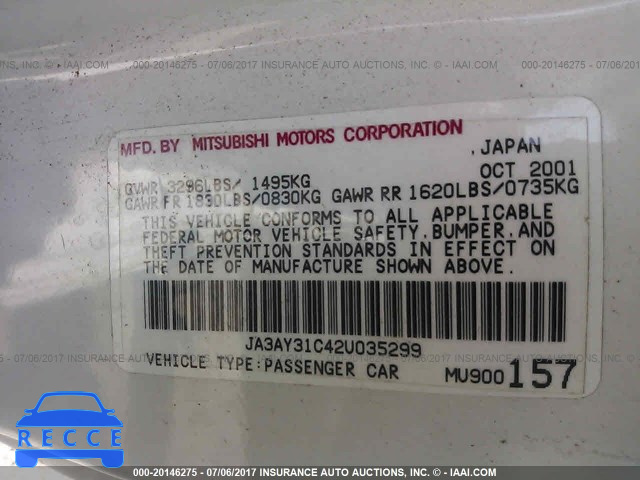 000-20146275 - 07/06/2017 - INSURANCE AUTO AUCTIONS, INC. - © IAAI.COM
MFD. BY MITSUBISHI MOTORS CORPORATION
, JAPAN
GVWR 3296LBS/ 1495KG
OCT 2001
GAWR FR 1830LBS/0830KG GAWR RR 1620LBS/0735KG
THIS VEHICLE CONFORMS TO ALL APPLICABLE
FEDERAL MOTOR VEHICLE SAFETY, BUMPER, AND
THEFT PREVENTION STANDARDS IN EFFECT ON
THE DATE OF MANUFACTURE SHOWN ABOVE.
JA3AY31C42U035299
VEHICLE TYPE:PASSENGER CAR
MU900157
RECCE
000-20146275 - 07/06/2017 - INSURANCE AUTO AUCTIONS, INC. - © IAAI.COM